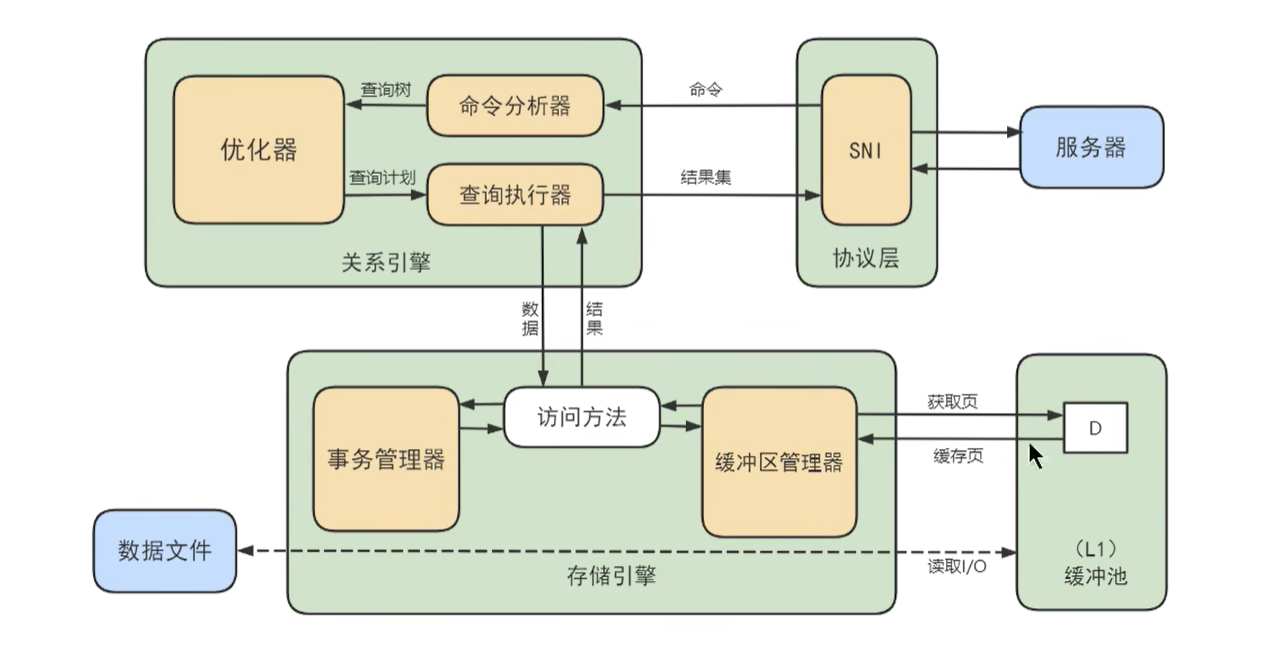 查询树
命令分析器
命令
优化器
SNI
服务器
查询计划
查询执行器
结果集
关系引擎
协议层
数据
结果
事务管理器
访问方法
缓冲区管理器
获取页
D
缓存页
数据文件
存储引擎
读取I/O
（L1）
缓冲池